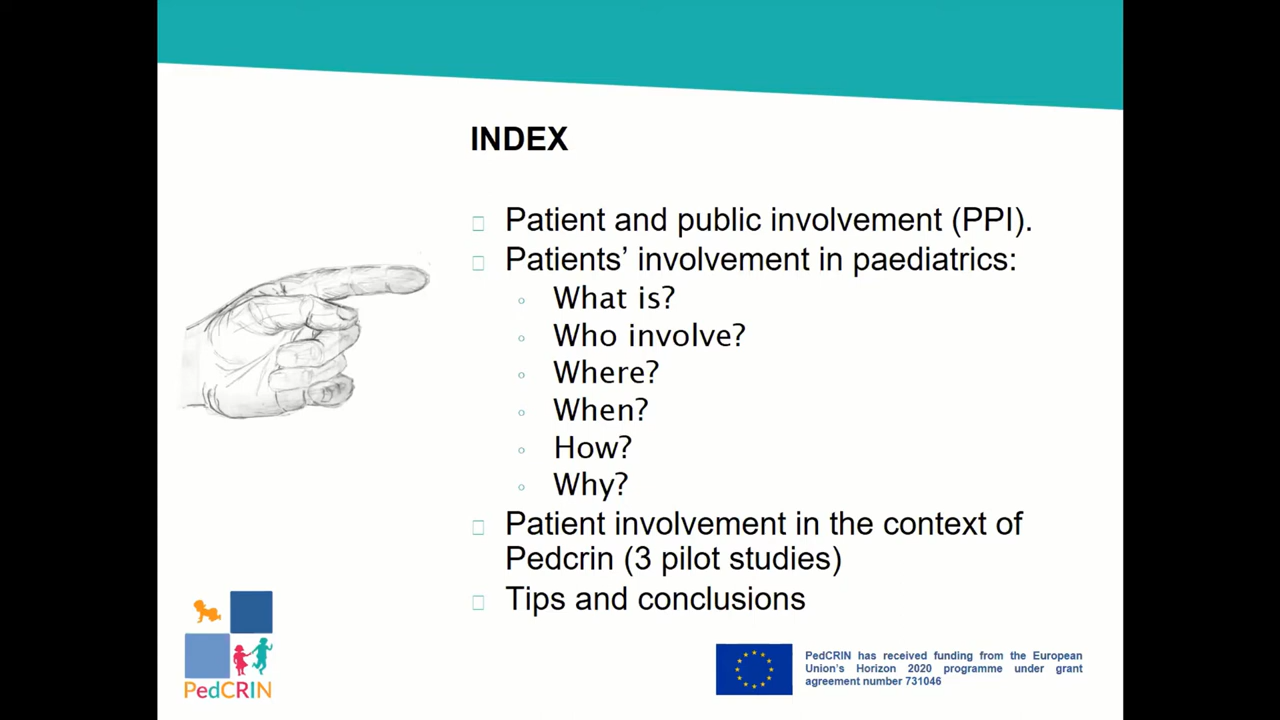 INDEX
Patient and public involvement (PPI).
Patients’ involvement in paediatrics:
What is?
Who involve?
Where?
When?
How?
Why?
Patient involvement in the context of
Pedcrin (3 pilot studies)
Tips and conclusions
PedCRIN
PedCRIN has received funding from the European
Union’s Horizon 2020 programme under grant
agreement number 731046